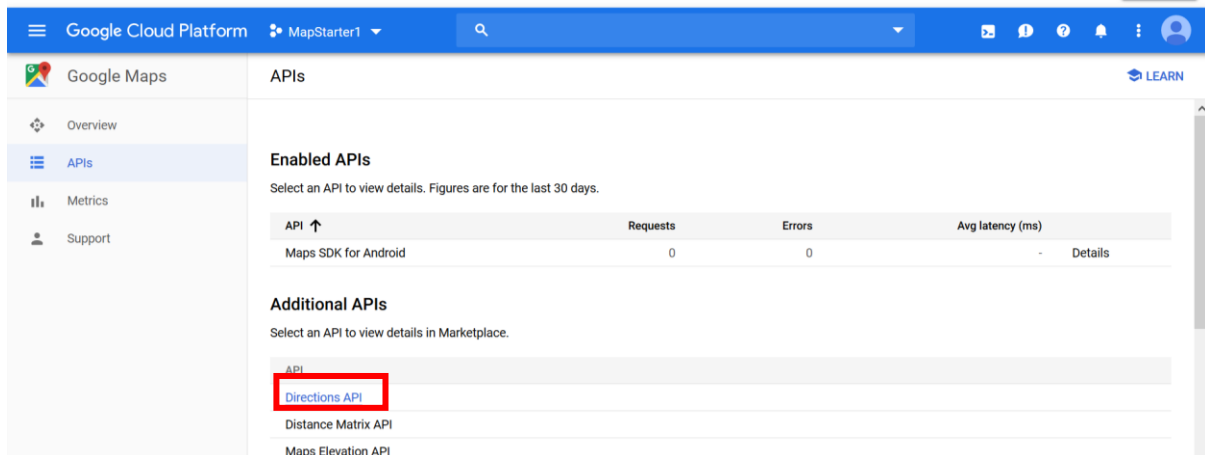 Google Cloud Platform MapStarter1
Google Maps APIs LEARN
Overview
APIs
Metrics
Support
Enabled APIs
Select an API to view details. Figures are for the last 30 days.
API Requests Errors Avg latency (ms)
Maps SDK for Android 0 0 - Details
Additional APIs
Select an API to view details in Marketplace.
API
Directions API
Distance Matrix API
Maps Elevation API